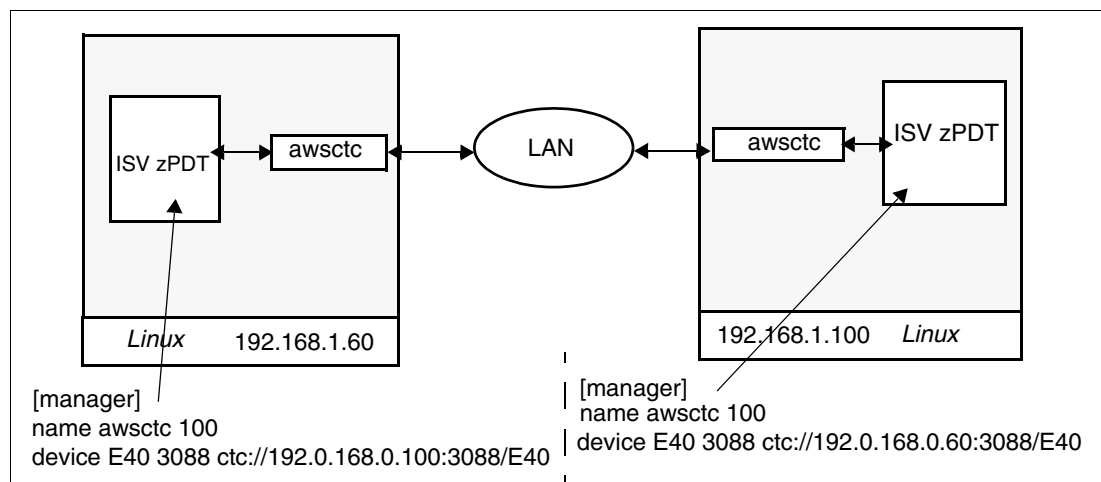 ISV zPDT
awsctc
LAN
awsctc
ISV zPDT
Linux 192.168.1.60
192.168.1.100 Linux
[manager]
name awsctc 100
device E40 3088 ctc://192.0.168.0.100:3088/E40
[manager]
name awsctc 100
device E40 3088 ctc://192.0.168.0.60:3088/E40